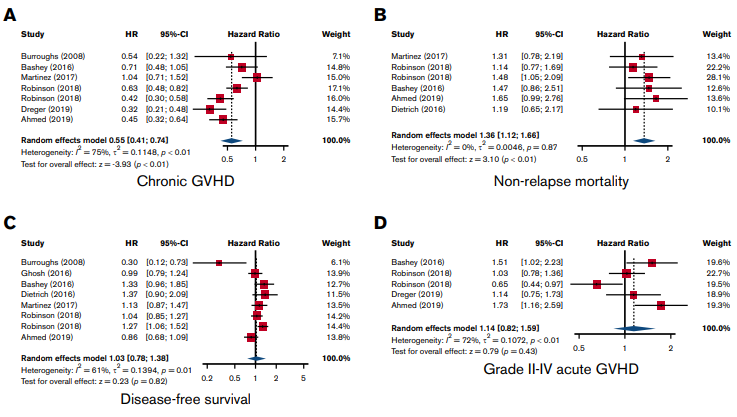 A
Study HR 95%-CI Hazard Ratio Weight
Burroughs (2008) 0.54 [0.22; 1.32] 7.1%
Bashey (2016) 0.71 [0.48; 1.05] 14.8%
Martinez (2017) 1.04 [0.71; 1.52] 15.0%
Robinson (2018) 0.63 [0.48; 0.82] 17.1%
Robinson (2018) 0.42 [0.30; 0.58] 16.0%
Dreger (2019) 0.32 [0.21; 0.48] 14.4%
Ahmed (2019) 0.45 [0.32; 0.64] 15.7%
Random effects model 0.55 [0.41; 0.74] 100.0%
Heterogeneity: I² = 75%, τ² = 0.1148, p < 0.01
Test for overall effect: z = -3.93 (p < 0.01)
0.5 1 2
Chronic GVHD
B
Study HR 95%-CI Hazard Ratio Weight
Martinez (2017) 1.31 [0.78; 2.19] 13.4%
Robinson (2018) 1.14 [0.77; 1.69] 22.2%
Robinson (2018) 1.48 [1.05; 2.09] 28.1%
Bashey (2016) 1.47 [0.86; 2.51] 12.6%
Ahmed (2019) 1.65 [0.99; 2.76] 13.6%
Dietrich (2016) 1.19 [0.65; 2.17] 10.1%
Random effects model 1.36 [1.12; 1.66] 100.0%
Heterogeneity: I² = 0%, τ² = 0.0046, p = 0.87
Test for overall effect: z = 3.10 (p < 0.01)
0.5 1 2
Non-relapse mortality
C
Study HR 95%-CI Hazard Ratio Weight
Burroughs (2008) 0.30 [0.12; 0.73] 6.1%
Ghosh (2016) 0.99 [0.79; 1.24] 13.9%
Bashey (2016) 1.33 [0.96; 1.85] 12.7%
Dietrich (2016) 1.37 [0.90; 2.09] 11.5%
Martinez (2017) 1.13 [0.87; 1.47] 13.5%
Robinson (2018) 1.04 [0.85; 1.27] 14.2%
Robinson (2018) 1.27 [1.06; 1.52] 14.4%
Ahmed (2019) 0.86 [0.68; 1.09] 13.8%
Random effects model 1.03 [0.78; 1.38] 100.0%
Heterogeneity: I² = 61%, τ² = 0.1394, p = 0.01
Test for overall effect: z = 0.23 (p = 0.82)
0.2 0.5 1 2 5
Disease-free survival
D
Study HR 95%-CI Hazard Ratio Weight
Bashey (2016) 1.51 [1.02; 2.23] 19.6%
Robinson (2018) 1.03 [0.78; 1.36] 22.7%
Robinson (2018) 0.65 [0.44; 0.97] 19.5%
Dreger (2019) 1.14 [0.75; 1.73] 18.9%
Ahmed (2019) 1.73 [1.16; 2.59] 19.3%
Random effects model 1.14 [0.82; 1.59] 100.0%
Heterogeneity: I² = 72%, τ² = 0.1072, p < 0.01
Test for overall effect: z = 0.79 (p = 0.43)
0.5 1 2
Grade II-IV acute GVHD